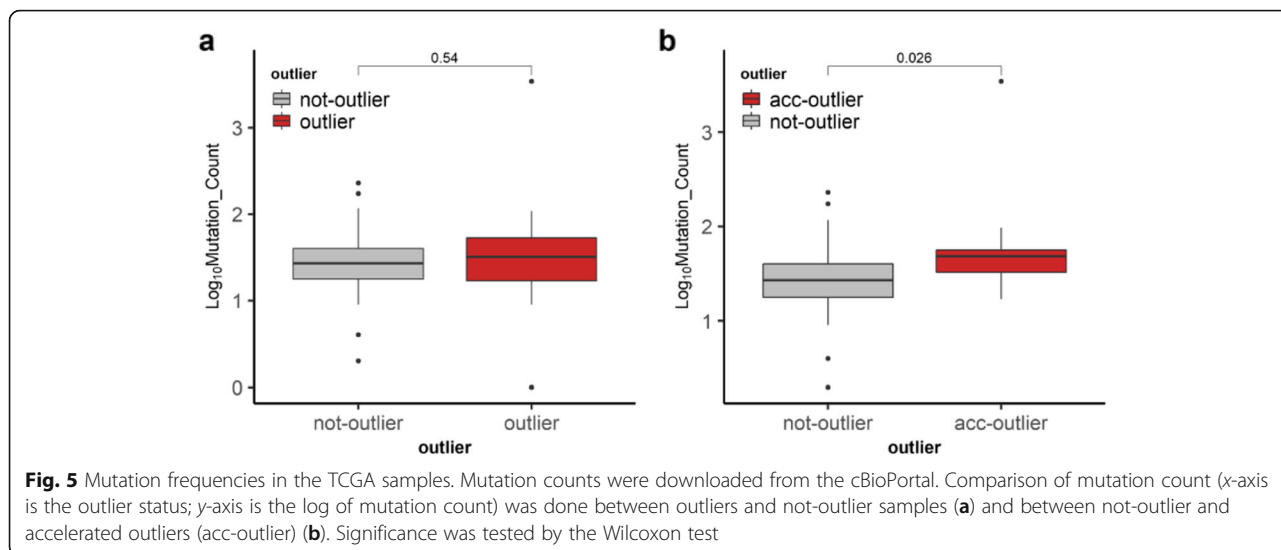 a
0.54
outlier
not-outlier
outlier
Log10Mutation_Count
3
2
1
0
not-outlier
outlier
outlier
b
0.026
outlier
acc-outlier
not-outlier
Log10Mutation_Count
3
2
1
not-outlier
acc-outlier
outlier
Fig. 5 Mutation frequencies in the TCGA samples. Mutation counts were downloaded from the cBioPortal. Comparison of mutation count (x-axis
is the outlier status; y-axis is the log of mutation count) was done between outliers and not-outlier samples (a) and between not-outlier and
accelerated outliers (acc-outlier) (b). Significance was tested by the Wilcoxon test